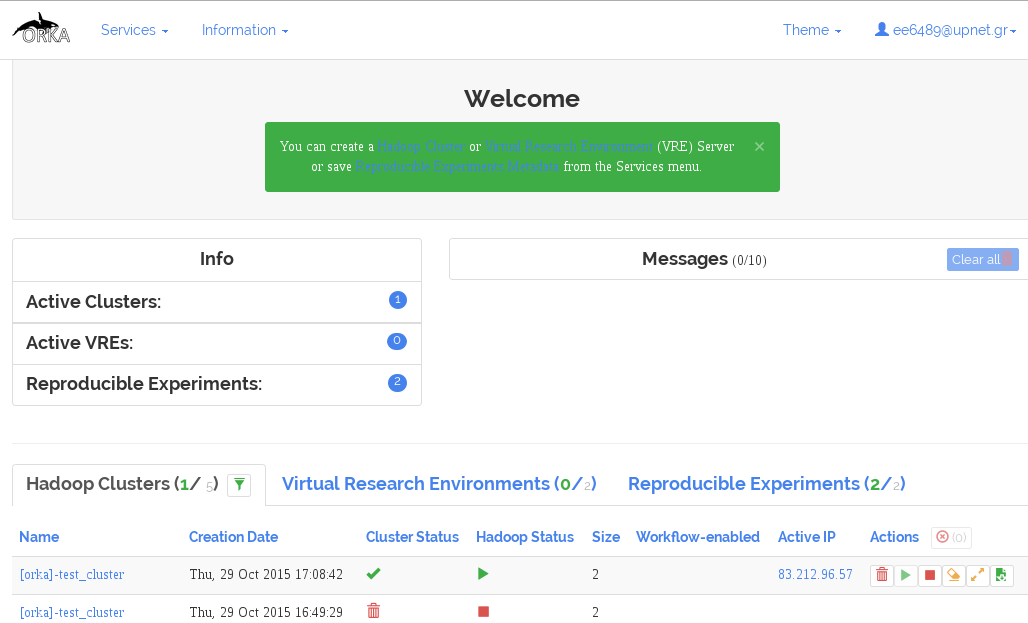 ORKA
Services
Information
Theme
ee6489@upnet.gr
Welcome
You can create a Hadoop Cluster or Virtual Research Environment (VRE) Server
or save Reproducible Experiments Metadata from the Services menu.
×
Info
Active Clusters: 1
Active VREs: 0
Reproducible Experiments: 2
Messages (0/10)
Clear all
Hadoop Clusters (1/ 5)
Virtual Research Environments (0/2)
Reproducible Experiments (2/2)
Name Creation Date Cluster Status Hadoop Status Size Workflow-enabled Active IP Actions (0)
[orka]-test_cluster Thu, 29 Oct 2015 17:08:42 2 83.212.96.57
[orka]-test_cluster Thu, 29 Oct 2015 16:49:29 2